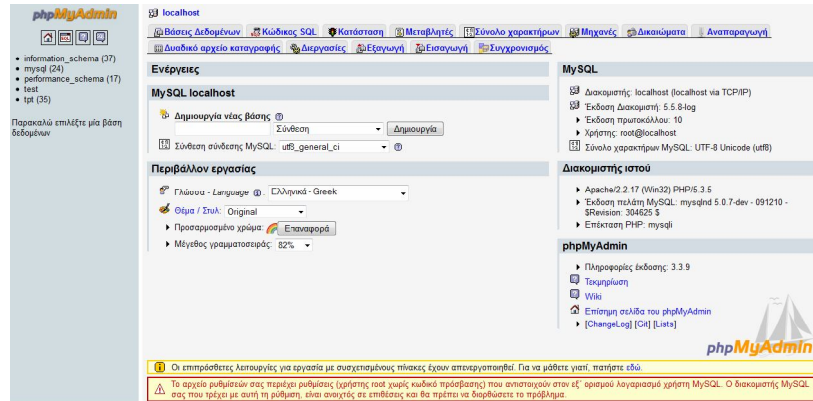 phpMyAdmin
information_schema (37)
mysql (24)
performance_schema (17)
test
tpt (35)
Παρακαλώ επιλέξτε μία βάση
δεδομένων
localhost
Βάσεις Δεδομένων Κώδικας SQL Κατάσταση Μεταβλητές Σύνολο χαρακτήρων Μηχανές Δικαιώματα Αναπαραγωγή
Δυαδικό αρχείο καταγραφής Διεργασίες Εξαγωγή Εισαγωγή Συγχρονισμός
Ενέργειες
MySQL localhost
Δημιουργία νέας βάσης
Σύνθεση Δημιουργία
Σύνθεση σύνδεσης MySQL: utf8_general_ci
Περιβάλλον εργασίας
Γλώσσα - Language : Ελληνικά - Greek
Θέμα / Στυλ: Original
Προσαρμοσμένο χρώμα: Επαναφορά
Μέγεθος γραμματοσειράς: 82%
MySQL
Διακομιστής: localhost (localhost via TCP/IP)
Έκδοση Διακομιστή: 5.5.8-log
Έκδοση πρωτοκόλλου: 10
Χρήστης: root@localhost
Σύνολο χαρακτήρων MySQL: UTF-8 Unicode (utf8)
Διακομιστής ιστού
Apache/2.2.17 (Win32) PHP/5.3.5
Έκδοση πελάτη MySQL: mysqlnd 5.0.7-dev - 091210 -
$Revision: 304625 $
Επέκταση PHP: mysqli
phpMyAdmin
Πληροφορίες έκδοσης: 3.3.9
Τεκμηρίωση
Wiki
Επίσημη σελίδα του phpMyAdmin
[ChangeLog] [Git] [Lists]
phpMyAdmin
Οι επιπρόσθετες λειτουργίες για εργασία με συσχετισμένους πίνακες έχουν απενεργοποιηθεί. Για να μάθετε γιατί, πατήστε εδώ.
Το αρχείο ρυθμίσεών σας περιέχει ρυθμίσεις (χρήστης root χωρίς κωδικό πρόσβασης) που αντιστοιχούν στον εξ' ορισμού λογαριασμό χρήστη MySQL. Ο διακομιστής MySQL
σας που τρέχει με αυτή τη ρύθμιση, είναι ανοιχτός σε επιθέσεις και θα πρέπει να διορθώσετε το πρόβλημα.